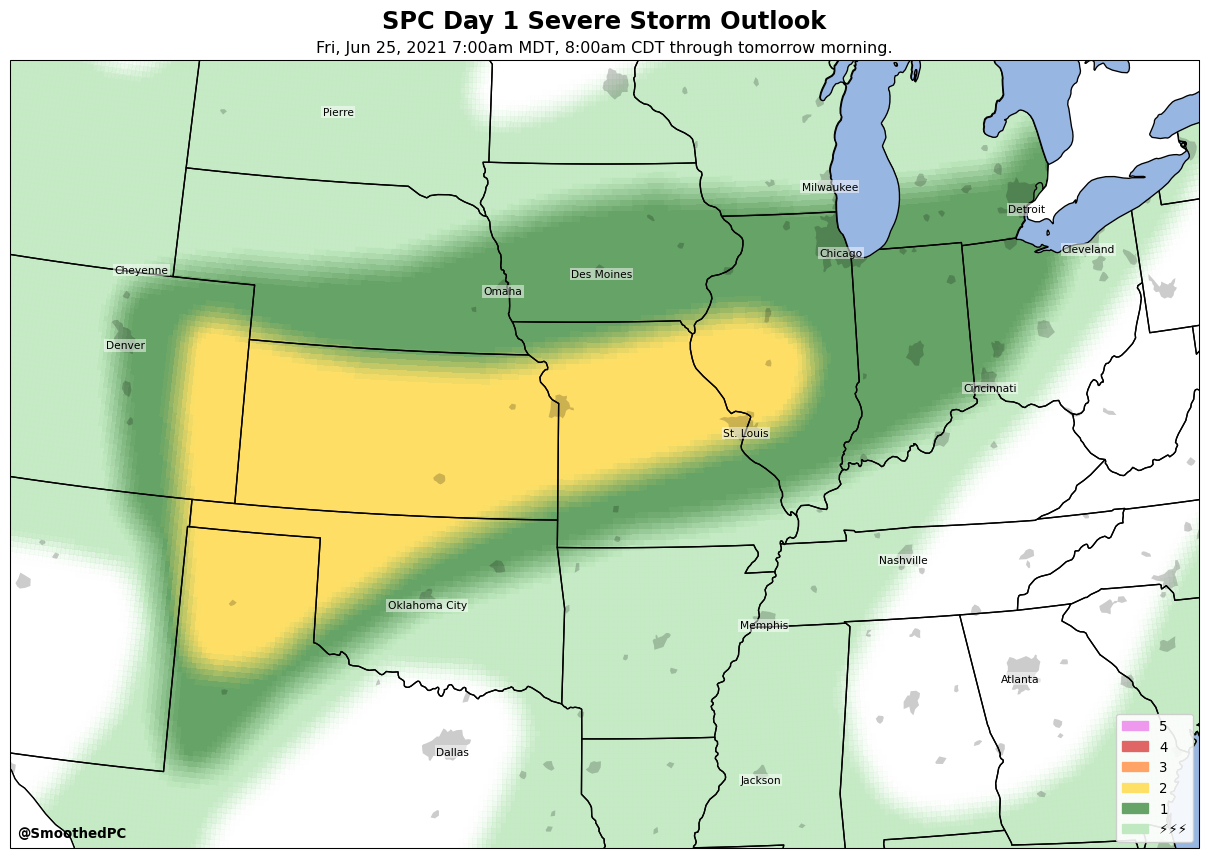 SPC Day 1 Severe Storm Outlook
Fri, Jun 25, 2021 7:00am MDT, 8:00am CDT through tomorrow morning.
Pierre
Milwaukee
Detroit
Cleveland
Chicago
Cheyenne
Des Moines
Omaha
Denver
Cincinnati
St. Louis
Nashville
Oklahoma City
Memphis
Atlanta
Dallas
Jackson
5
4
3
2
1
⚡⚡⚡
@SmoothedPC